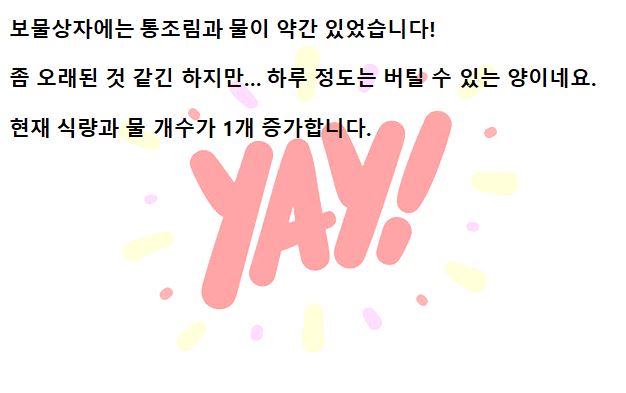 보물상자에는 통조림과 물이 약간 있었습니다!
좀 오래된 것 같긴 하지만... 하루 정도는 버틸 수 있는 양이네요.
현재 식량과 물 개수가 1개 증가합니다.
YAY!